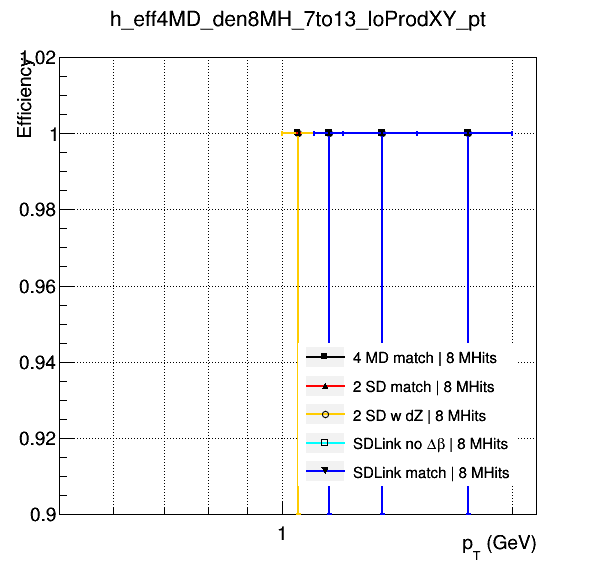 h_eff4MD_den8MH_7to13_loProdXY_pt
Efficiency
1.02
1
0.98
0.96
0.94
0.92
0.9
4 MD match | 8 MHits
2 SD match | 8 MHits
2 SD w dZ | 8 MHits
SDLink no Δβ | 8 MHits
SDLink match | 8 MHits
1
p_T (GeV)